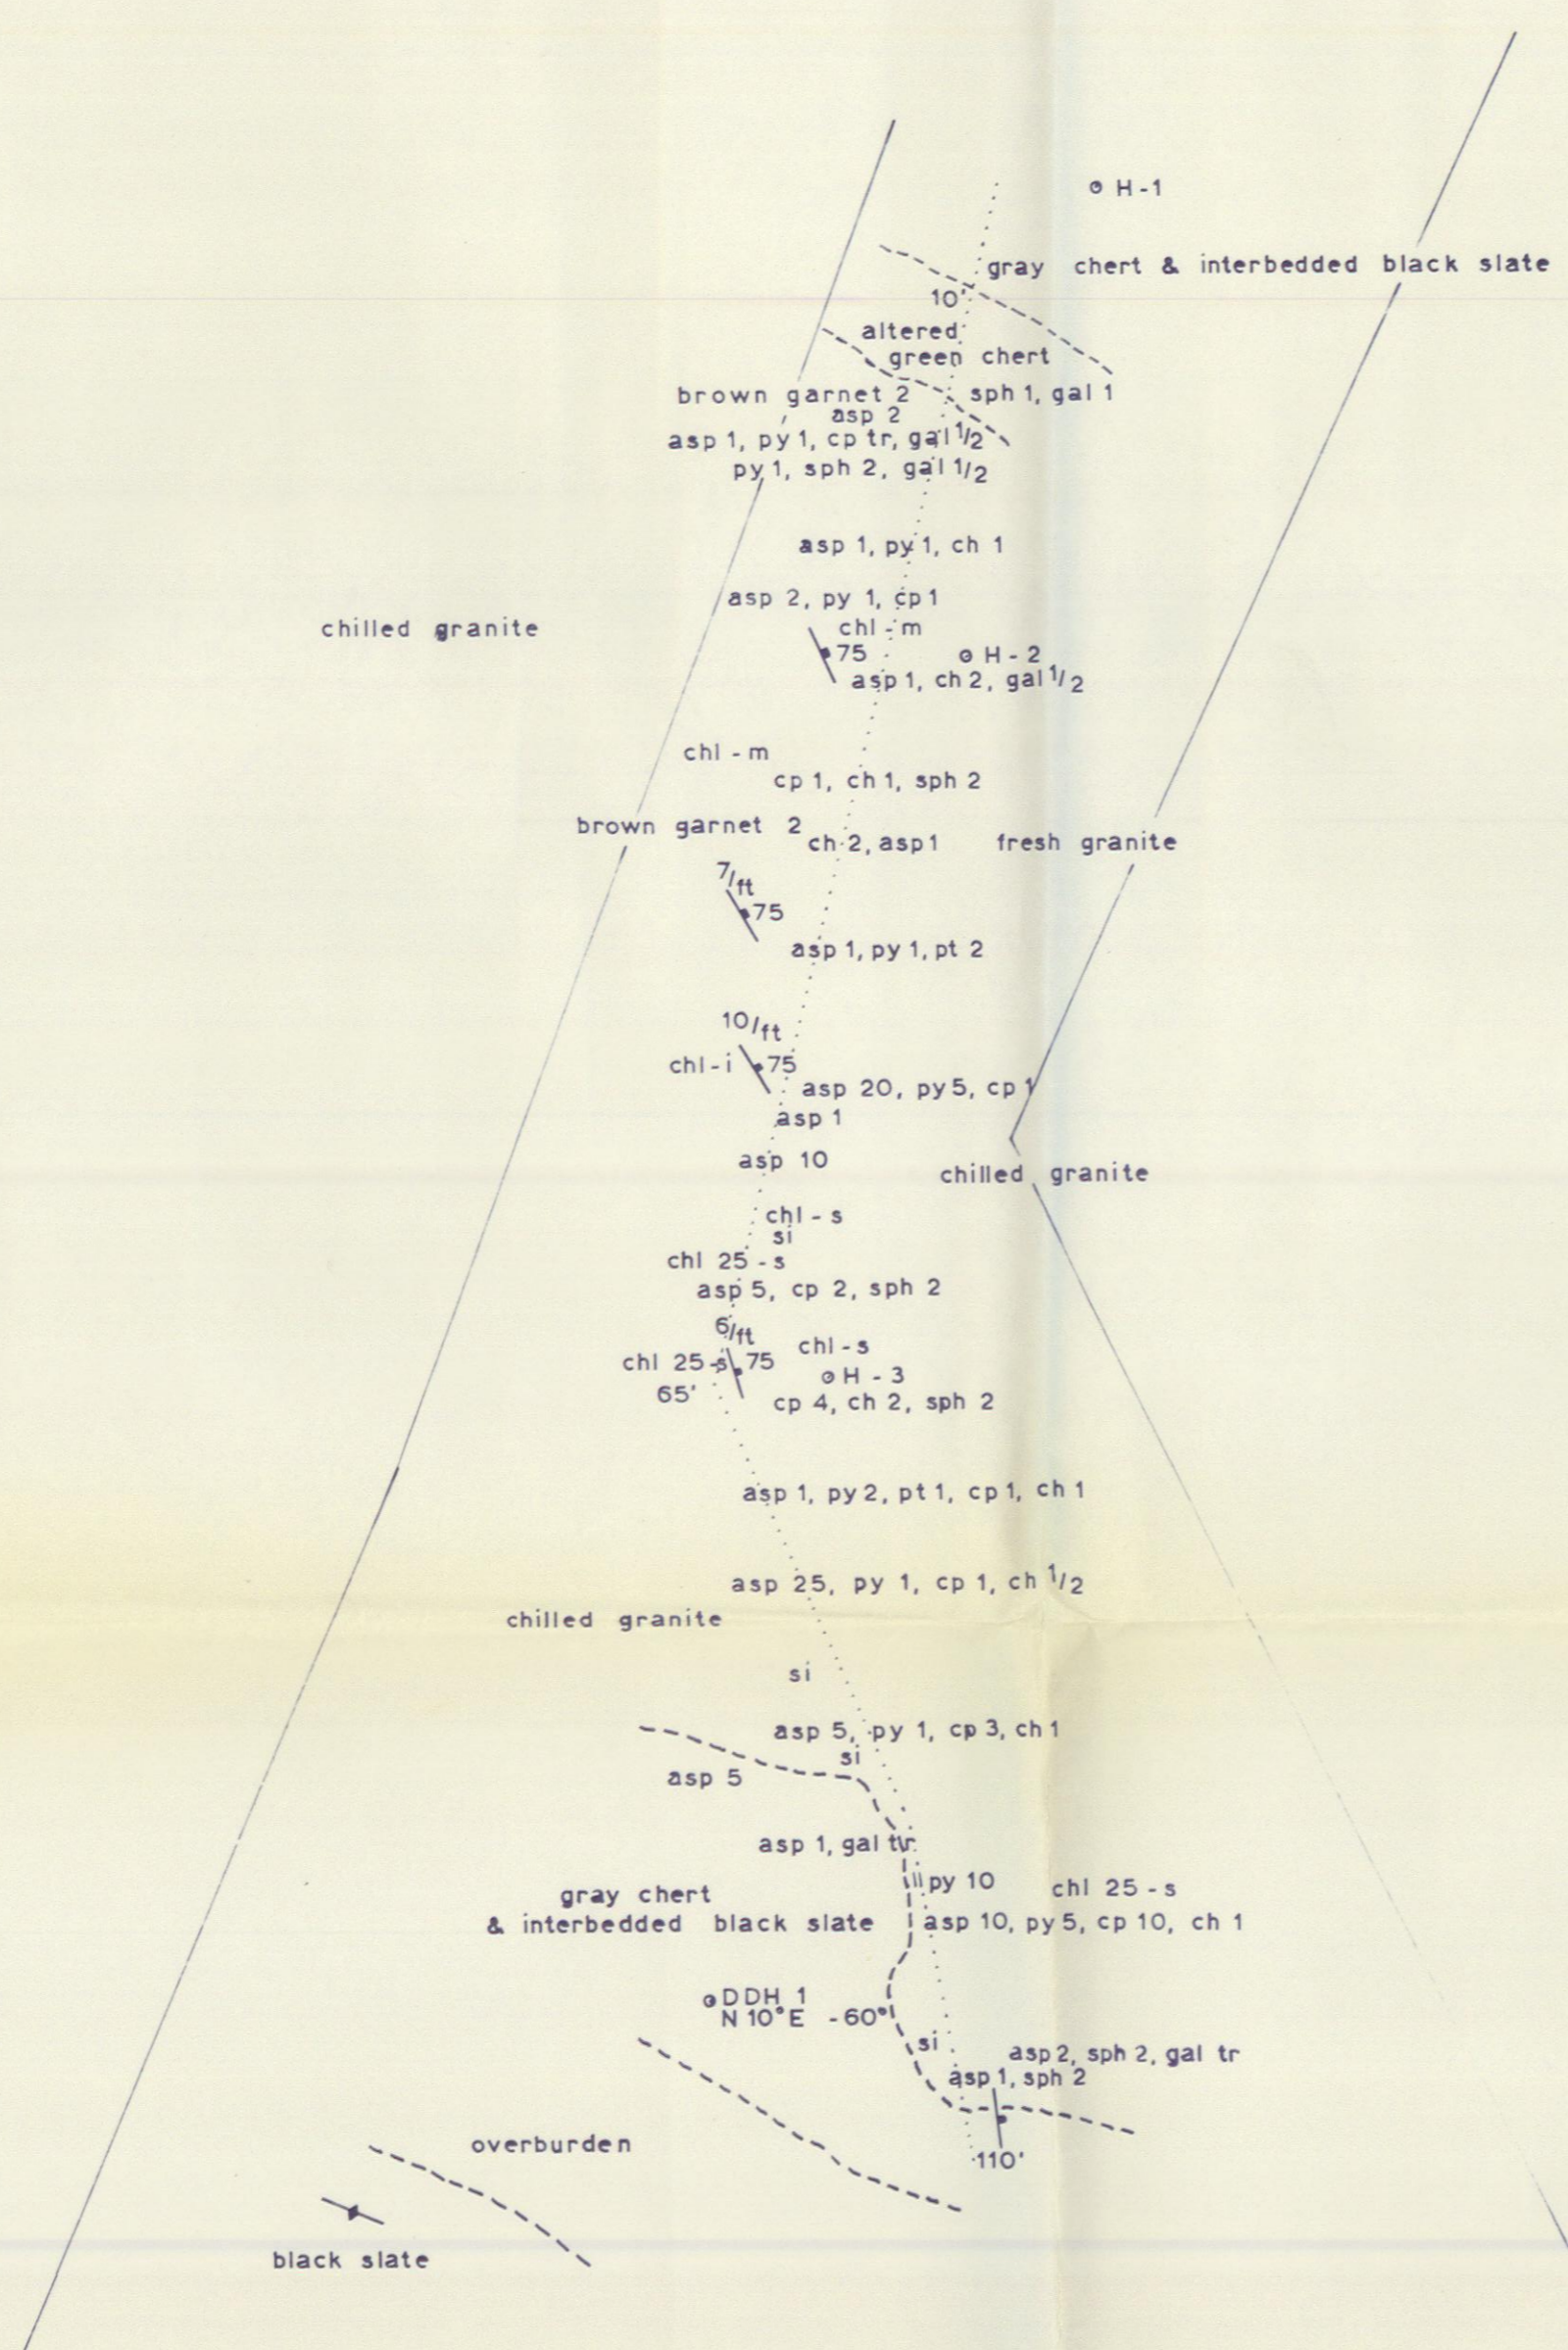 H-1
gray chert & interbedded black slate
10'
altered
green chert
brown garnet 2
sph 1, gal 1
asp 2
asp 1, py 1, cp tr, gal 1/2
py 1, sph 2, gal 1/2
asp 1, py 1, ch 1
asp 2, py 1, cp 1
chilled granite
chl - m
75
H - 2
asp 1, ch 2, gal 1/2
chl - m
cp 1, ch 1, sph 2
brown garnet 2
ch 2, asp 1
fresh granite
7/ft
75
asp 1, py 1, pt 2
10/ft
chl - i
75
asp 20, py 5, cp 1
asp 1
asp 10
chilled granite
chl - s
si
chl 25 - s
asp 5, cp 2, sph 2
6/ft
chl - s
chl 25-s
75
H - 3
65'
cp 4, ch 2, sph 2
asp 1, py 2, pt 1, cp 1, ch 1
asp 25, py 1, cp 1, ch 1/2
chilled granite
si
asp 5, py 1, cp 3, ch 1
si
asp 5
asp 1, gal tr
py 10
chl 25 - s
gray chert
& interbedded black slate
asp 10, py 5, cp 10, ch 1
DDH 1
N 10° E -60°
si
asp 2, sph 2, gal tr
asp 1, sph 2
overburden
110'
black slate